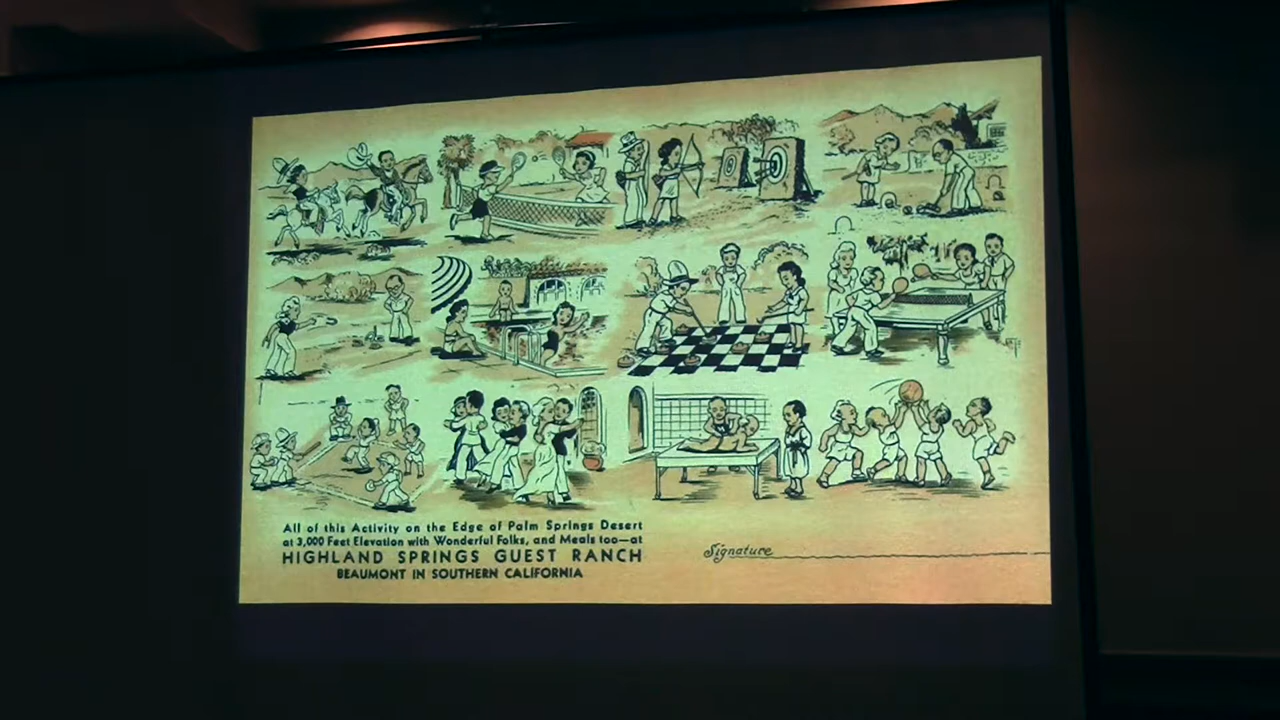 All of this Activity on the Edge of Palm Springs Desert
at 3,000 Feet Elevation with Wonderful Folks, and Meals too—at
HIGHLAND SPRINGS GUEST RANCH
BEAUMONT IN SOUTHERN CALIFORNIA
Signature